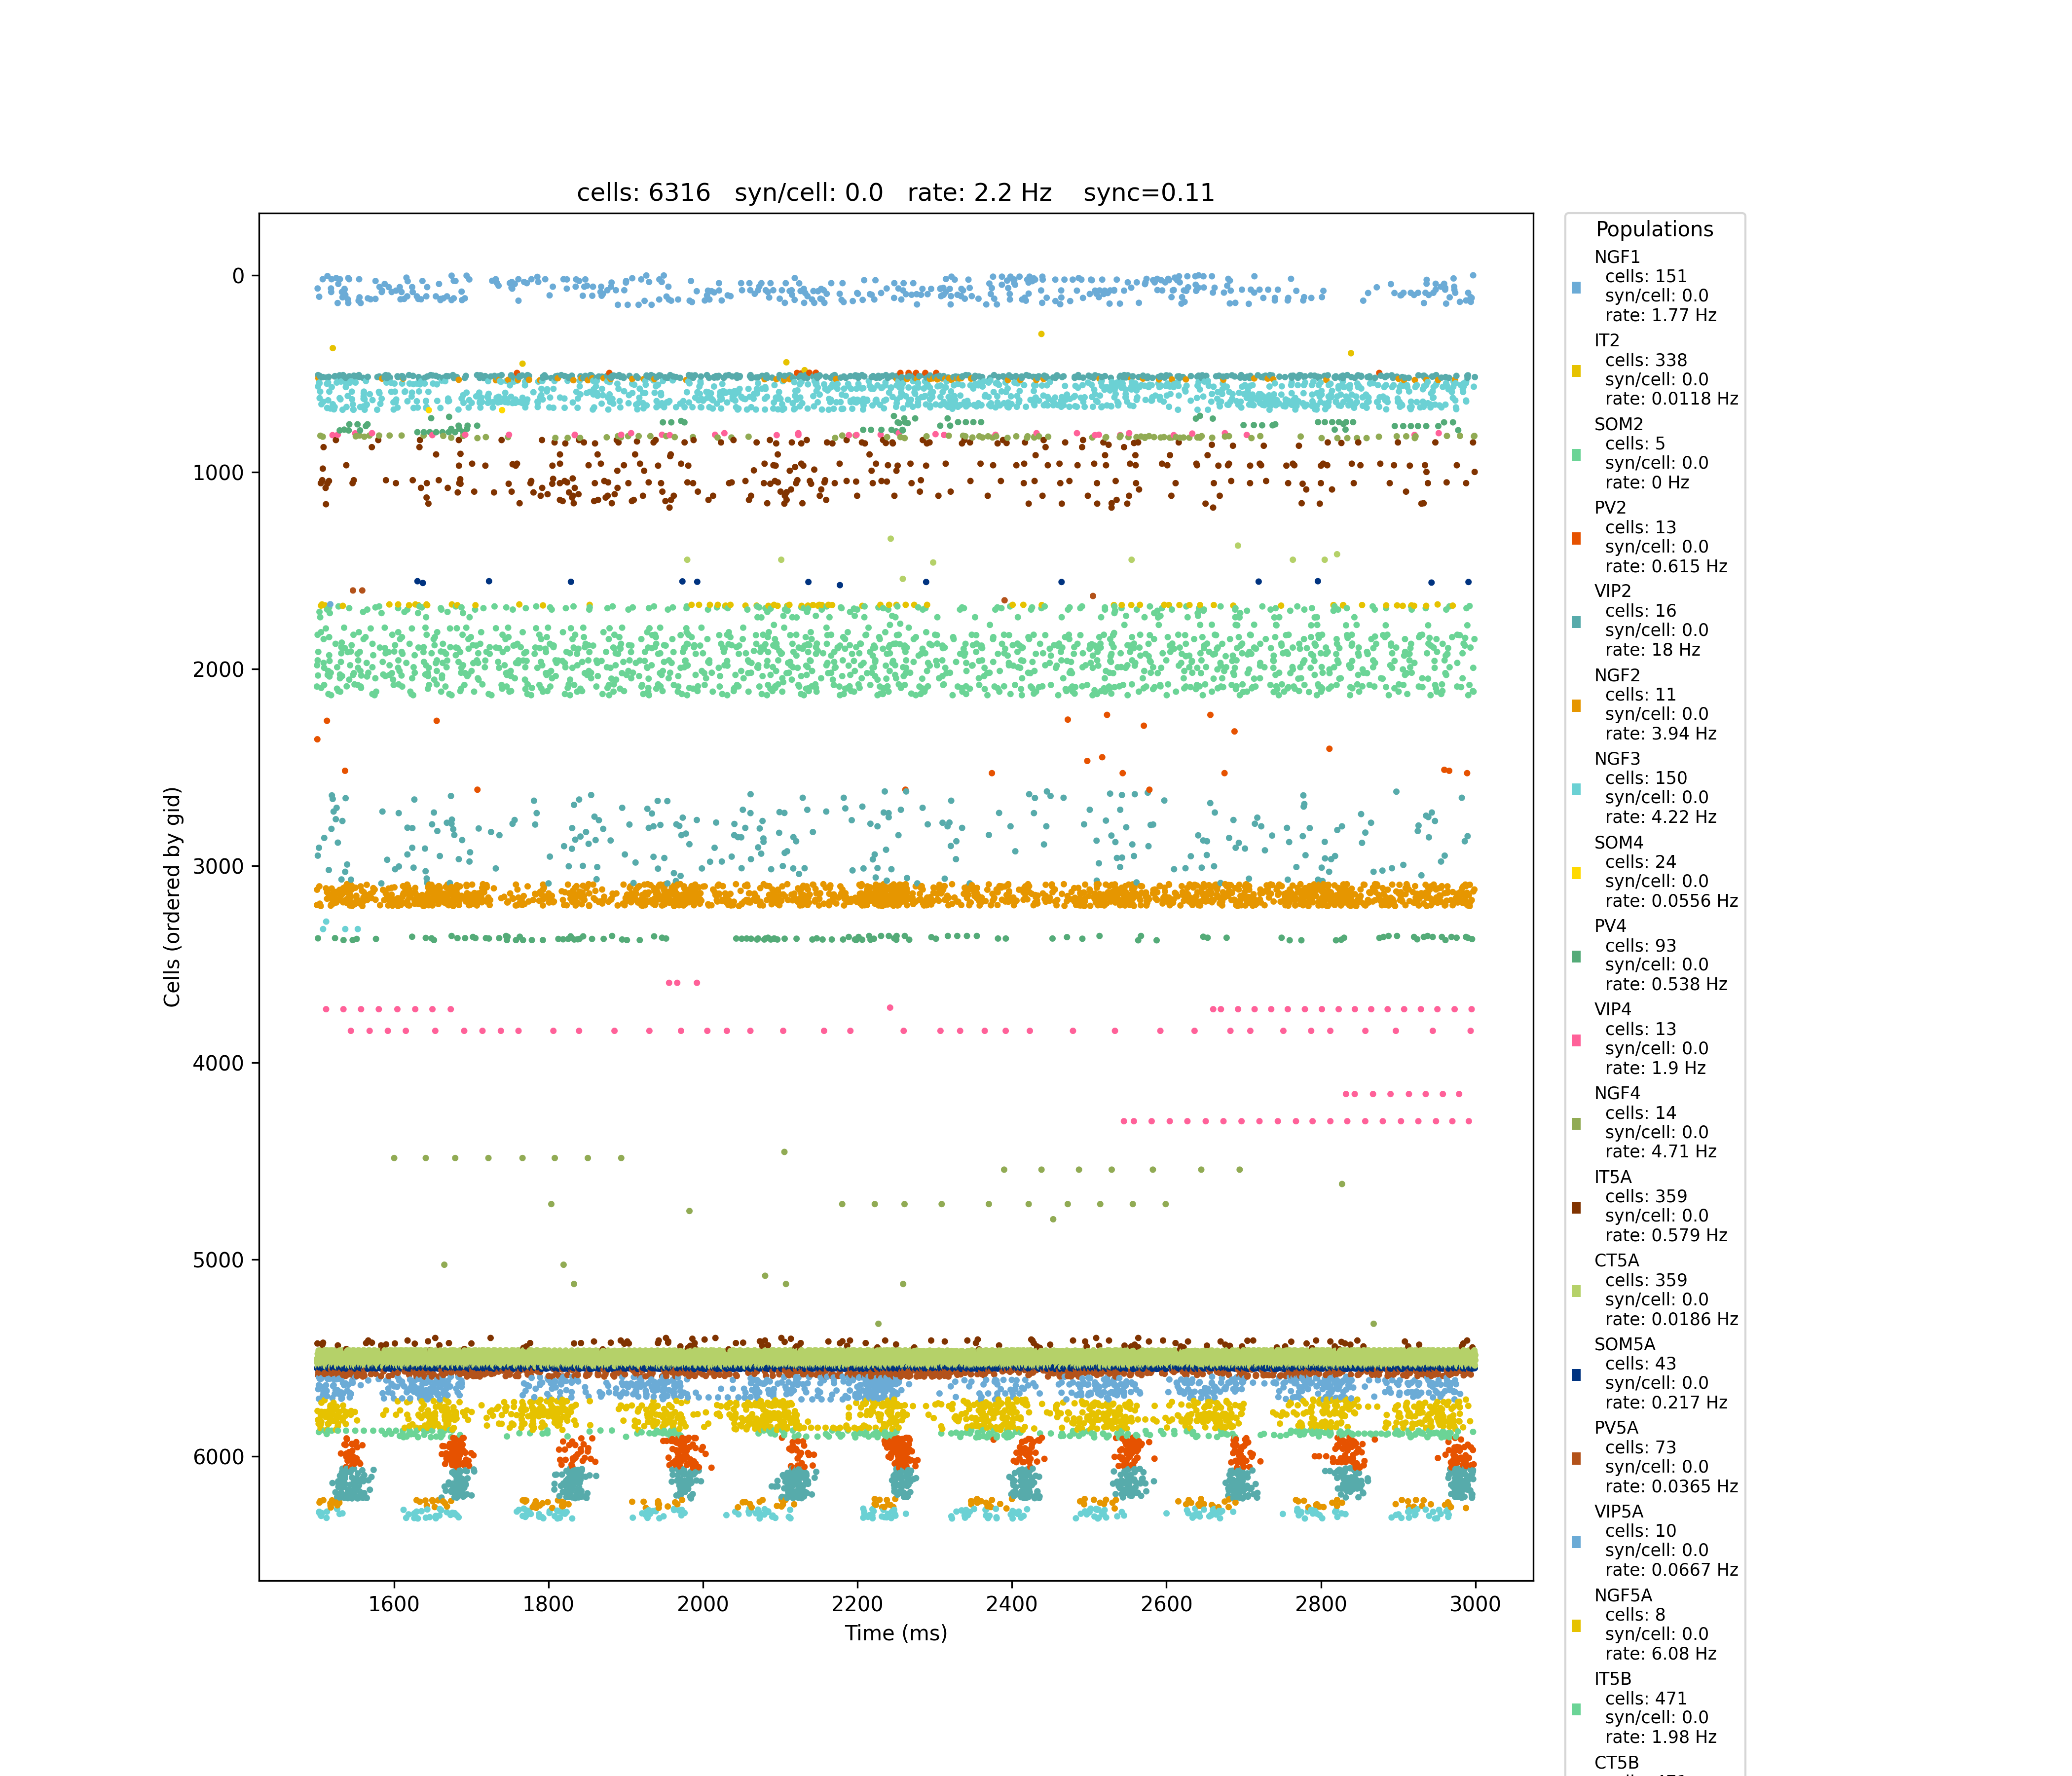 cells: 6316   syn/cell: 0.0   rate: 2.2 Hz    sync=0.11
Cells (ordered by gid)
0
1000
2000
3000
4000
5000
6000
1600
1800
2000
2200
2400
2600
2800
3000
Time (ms)
Populations
NGF1
cells: 151
syn/cell: 0.0
rate: 1.77 Hz
IT2
cells: 338
syn/cell: 0.0
rate: 0.0118 Hz
SOM2
cells: 5
syn/cell: 0.0
rate: 0 Hz
PV2
cells: 13
syn/cell: 0.0
rate: 0.615 Hz
VIP2
cells: 16
syn/cell: 0.0
rate: 18 Hz
NGF2
cells: 11
syn/cell: 0.0
rate: 3.94 Hz
NGF3
cells: 150
syn/cell: 0.0
rate: 4.22 Hz
SOM4
cells: 24
syn/cell: 0.0
rate: 0.0556 Hz
PV4
cells: 93
syn/cell: 0.0
rate: 0.538 Hz
VIP4
cells: 13
syn/cell: 0.0
rate: 1.9 Hz
NGF4
cells: 14
syn/cell: 0.0
rate: 4.71 Hz
IT5A
cells: 359
syn/cell: 0.0
rate: 0.579 Hz
CT5A
cells: 359
syn/cell: 0.0
rate: 0.0186 Hz
SOM5A
cells: 43
syn/cell: 0.0
rate: 0.217 Hz
PV5A
cells: 73
syn/cell: 0.0
rate: 0.0365 Hz
VIP5A
cells: 10
syn/cell: 0.0
rate: 0.0667 Hz
NGF5A
cells: 8
syn/cell: 0.0
rate: 6.08 Hz
IT5B
cells: 471
syn/cell: 0.0
rate: 1.98 Hz
CT5B